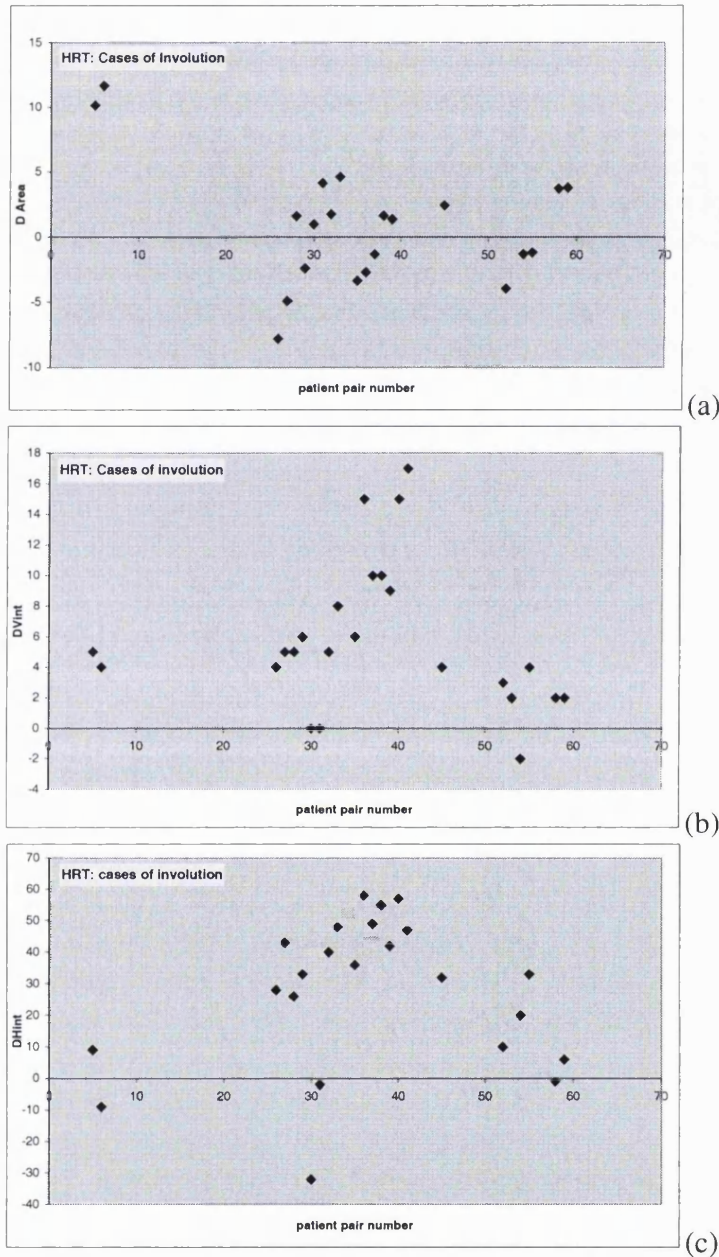 HRT: Cases of Involution
15
10
5
0
-5
-10
D Area
0 10 20 30 40 50 60 70
patient pair number
(a)
HRT: Cases of involution
18
16
14
12
10
8
6
4
2
0
-2
-4
DVint
0 10 20 30 40 50 60 70
patient pair number
(b)
HRT: cases of involution
70
60
50
40
30
20
10
0
-10
-20
-30
-40
DHint
0 10 20 30 40 50 60 70
patient pair number
(c)